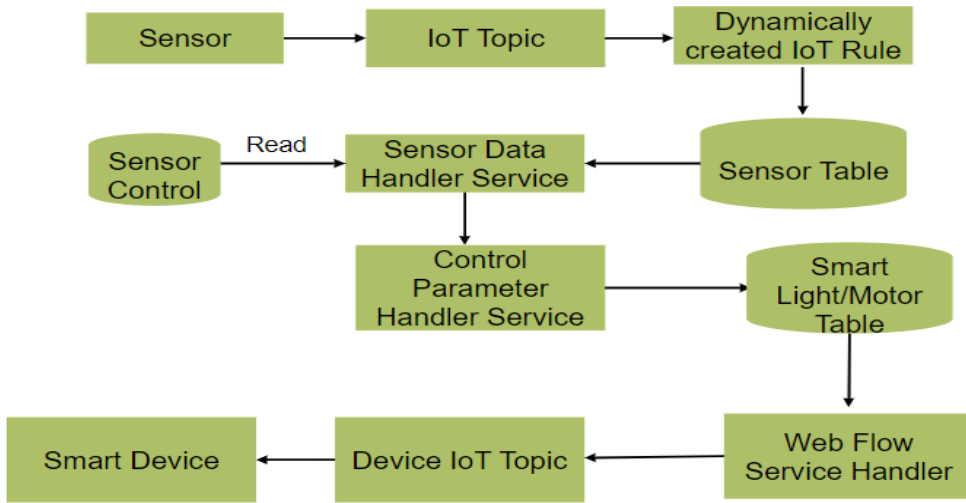 Sensor
IoT Topic
Dynamically
created IoT Rule
Sensor
Control
Read
Sensor Data
Handler Service
Sensor Table
Control
Parameter
Handler Service
Smart
Light/Motor
Table
Smart Device
Device IoT Topic
Web Flow
Service Handler